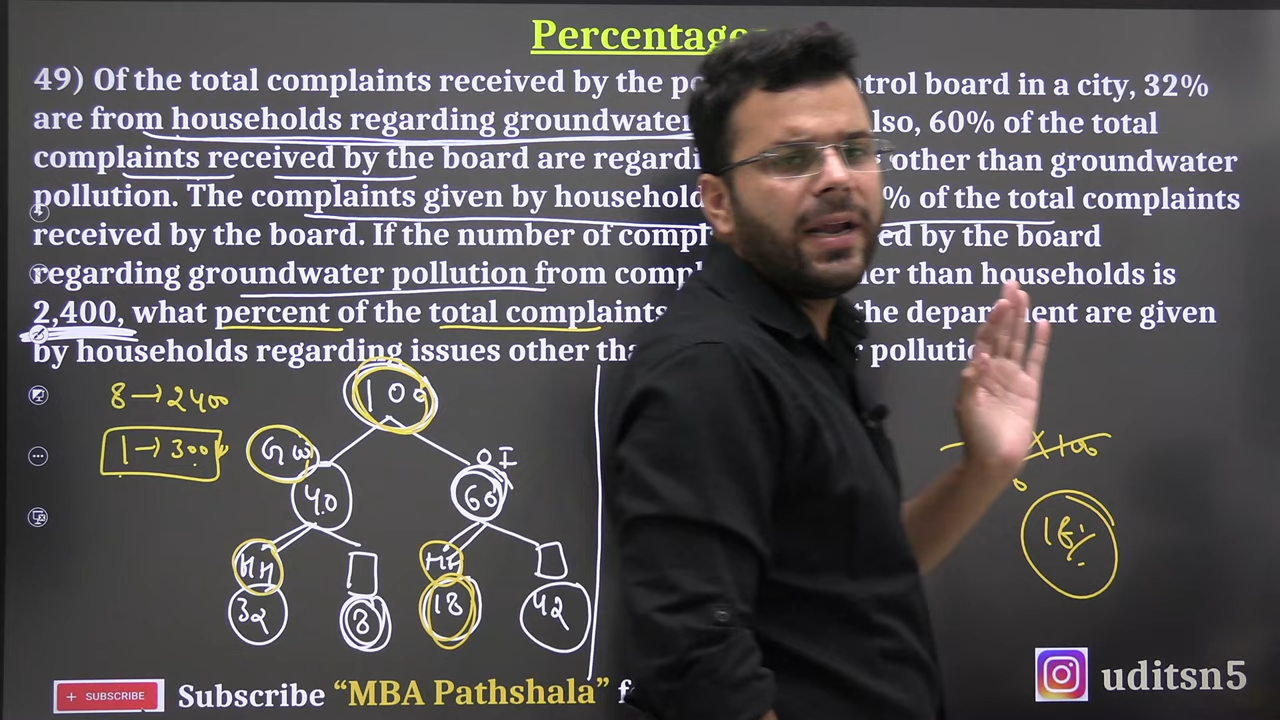 Percentage
49) Of the total complaints received by the po trol board in a city, 32%
are from households regarding groundwater lso, 60% of the total
complaints received by the board are regardi other than groundwater
pollution. The complaints given by household % of the total complaints
received by the board. If the number of compl ed by the board
regarding groundwater pollution from compl her than households is
2,400, what percent of the total complaints the department are given
by households regarding issues other tha r pollutio
8 → 2400
100
1 → 300
GW
OI
40
60
×100
HH
HH
18%
32
8
18
42
+ SUBSCRIBE
Subscribe “MBA Pathshala” f
uditsn5